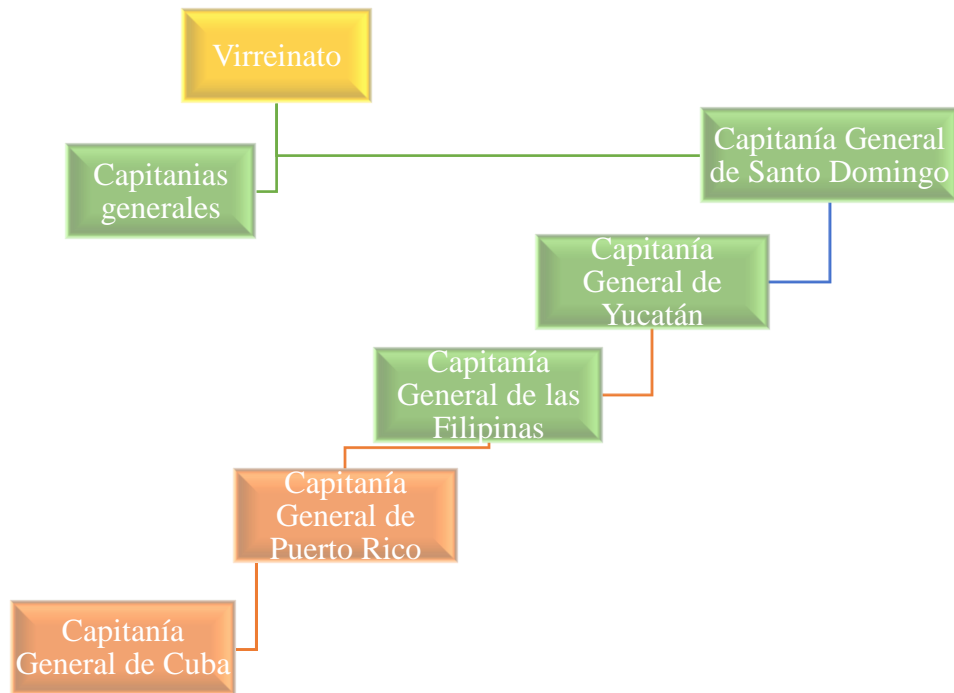 Virreinato
Capitanias
generales
Capitanía General
de Santo Domingo
Capitanía
General de
Yucatán
Capitanía
General de las
Filipinas
Capitanía
General de
Puerto Rico
Capitanía
General de Cuba